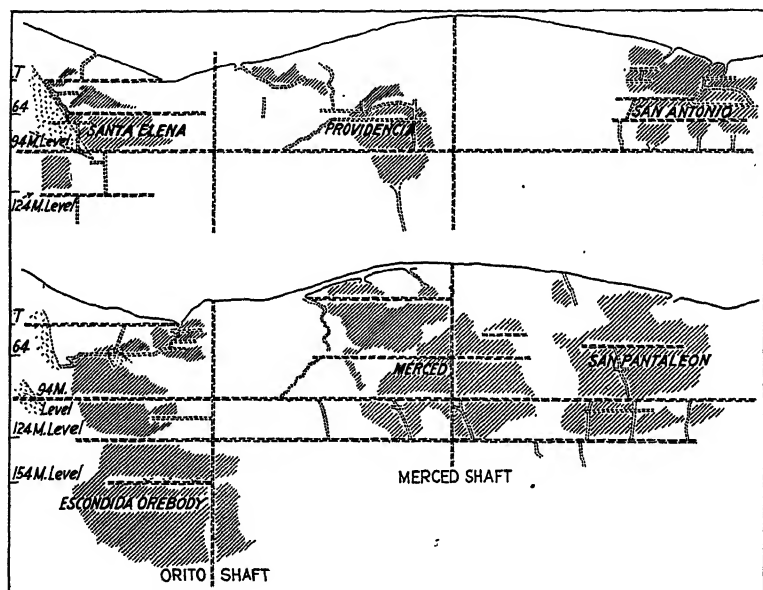 T
64
SANTA ELENA
PROVIDENCIA
SAN ANTONIO
94M.Level
124M.Level
T
64
MERCED
SAN PANTALEON
94M.
Level
124M.Level
154M.Level
MERCED SHAFT
ESCONDIDA OREBODY
ORITO SHAFT